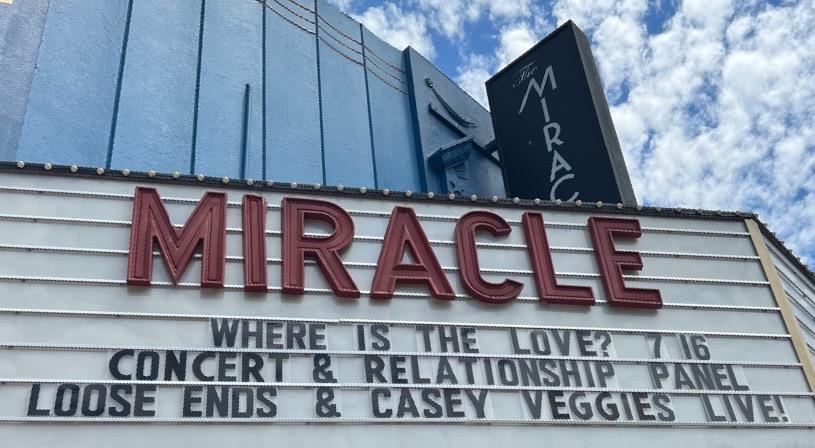 The
MIRAC
MIRACLE
WHERE IS THE LOVE? 7 16
CONCERT & RELATIONSHIP PANEL
LOOSE ENDS & CASEY VEGGIES LIVE!